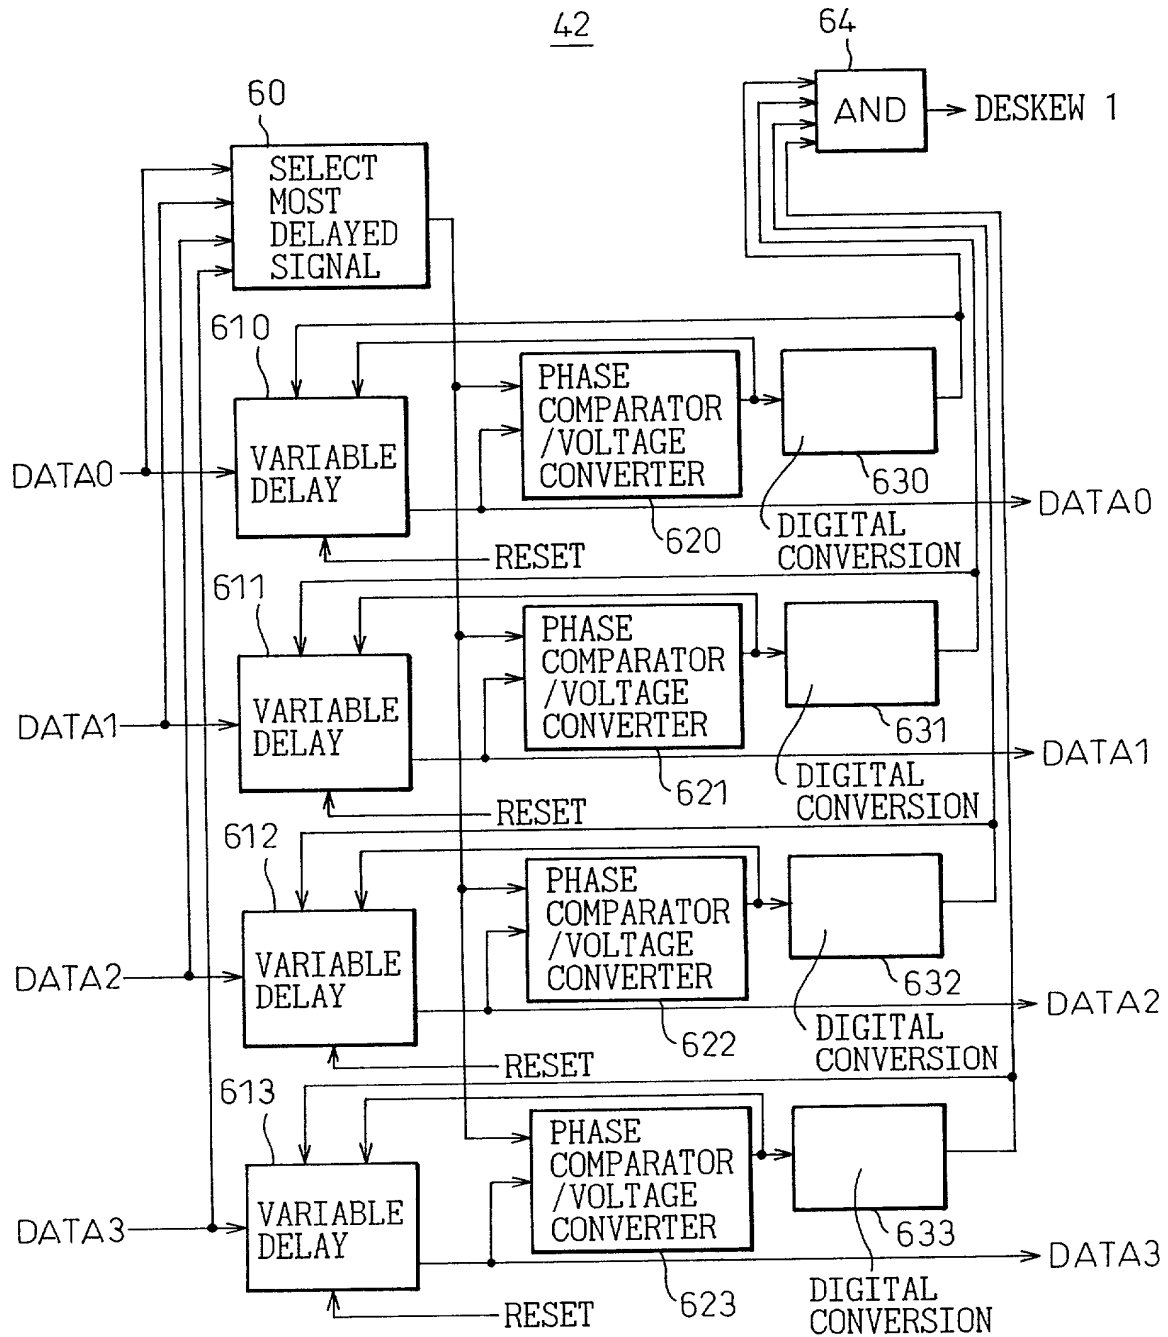 42
64
AND
DESKEW 1
60
SELECT
MOST
DELAYED
SIGNAL
610
VARIABLE
DELAY
PHASE
COMPARATOR
/VOLTAGE
CONVERTER
630
DATA0
DATA0
620
DIGITAL
CONVERSION
RESET
611
VARIABLE
DELAY
PHASE
COMPARATOR
/VOLTAGE
CONVERTER
631
DATA1
DATA1
621
DIGITAL
CONVERSION
RESET
612
VARIABLE
DELAY
PHASE
COMPARATOR
/VOLTAGE
CONVERTER
632
DATA2
DATA2
622
DIGITAL
CONVERSION
RESET
613
VARIABLE
DELAY
PHASE
COMPARATOR
/VOLTAGE
CONVERTER
633
DATA3
DATA3
623
DIGITAL
CONVERSION
RESET